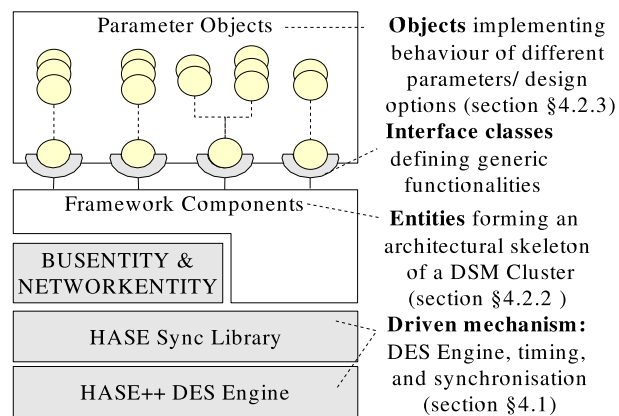 Parameter Objects
Objects implementing
behaviour of different
parameters/ design
options (section §4.2.3)
Interface classes
defining generic
functionalities
Framework Components
Entities forming an
architectural skeleton
of a DSM Cluster
(section §4.2.2 )
BUSENTITY &
NETWORKENTITY
HASE Sync Library
Driven mechanism:
DES Engine, timing,
and synchronisation
(section §4.1)
HASE++ DES Engine